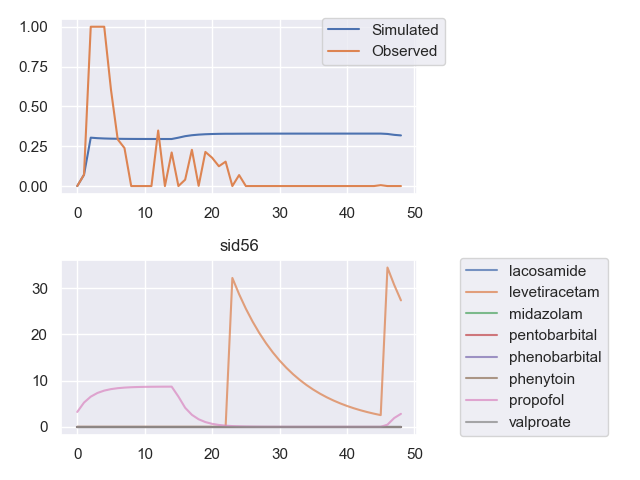 1.00
0.75
0.50
0.25
0.00
0 10 20 30 40 50
Simulated
Observed
sid56
30
20
10
0
0 10 20 30 40 50
lacosamide
levetiracetam
midazolam
pentobarbital
phenobarbital
phenytoin
propofol
valproate